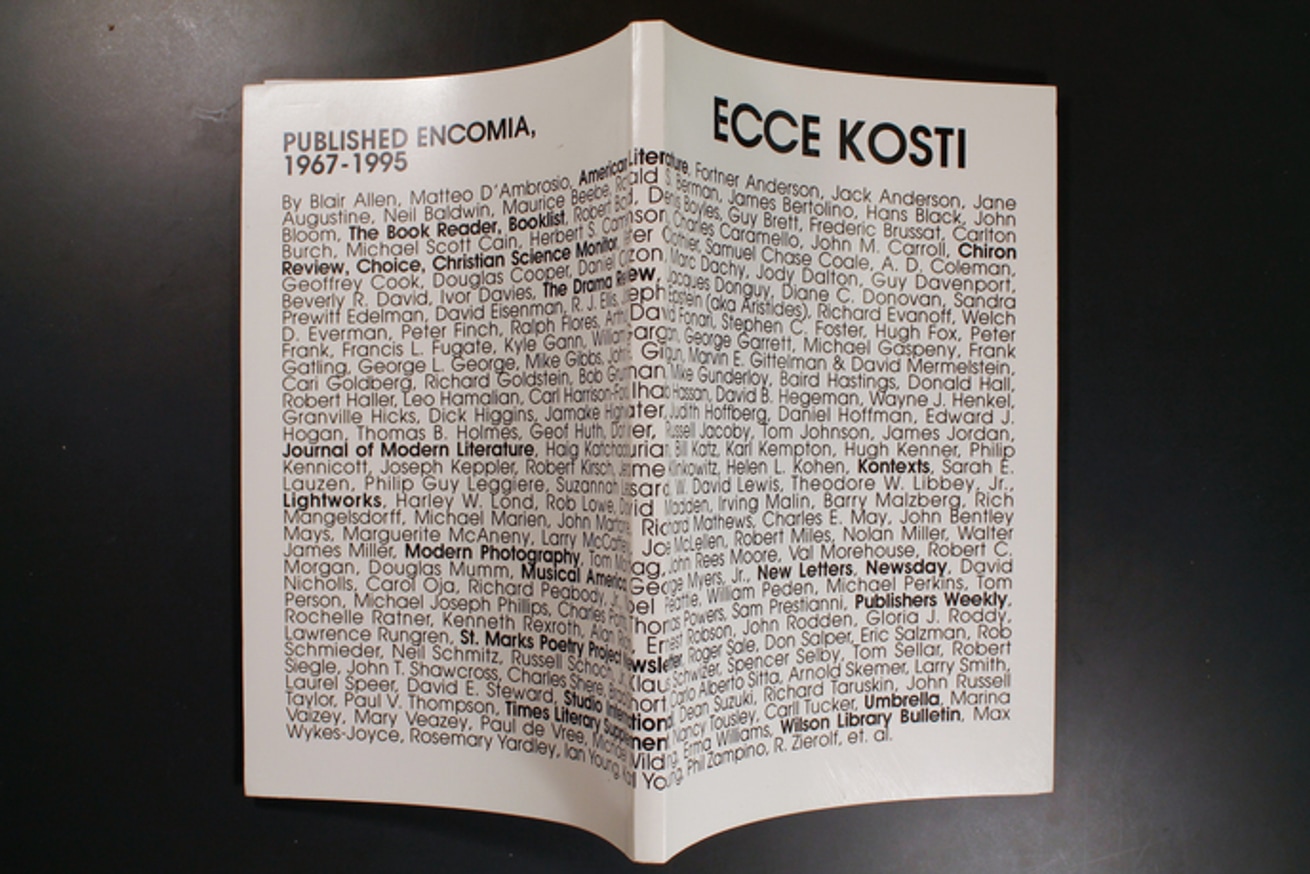 PUBLISHED ENCOMIA,
1967-1995
ECCE KOSTI
By Blair Allen, Matteo D'Ambrosio, American Literature, Fortner Anderson, Jack Anderson, Jane
Augustine, Neil Baldwin, Maurice Beebe, Ronald S. Berman, James Bertolino, Hans Black, John
Bloom, The Book Reader, Booklist, Robert Denis Boyles, Guy Brett, Frederic Brussat, Carlton
Burch, Michael Scott Cain, Herbert S. Charles Caramello, John M. Carroll, Chiron
Review, Choice, Christian Science Monitor, Peter Clothier, Samuel Chase Coale, A. D. Coleman,
Geoffrey Cook, Douglas Cooper, Daniel Marc Dachy, Jody Dalton, Guy Davenport,
Beverly R. David, Ivor Davies, The Drama Review, Jacques Donguy, Diane C. Donovan, Sandra
Prewitt Edelman, David Eisenman, R. J. Ellis, Joseph Epstein (aka Aristides), Richard Evanoff, Welch
D. Everman, Peter Finch, Ralph Flores, David Fonari, Stephen C. Foster, Hugh Fox, Peter
Frank, Francis L. Fugate, Kyle Gann, William Gargan, George Garrett, Michael Gaspeny, Frank
Gatling, George L. George, Mike Gibbs, John Gilgun, Marvin E. Gittelman & David Mermelstein,
Cari Goldberg, Richard Goldstein, Bob Grumman, Mike Gunderloy, Baird Hastings, Donald Hall,
Robert Haller, Leo Hamalian, Carl Harrison-Ford, Ihab Hassan, David B. Hegeman, Wayne J. Henkel,
Granville Hicks, Dick Higgins, Jamake Highwater, Judith Hoffberg, Daniel Hoffman, Edward J.
Hogan, Thomas B. Holmes, Geof Huth, Russell Jacoby, Tom Johnson, James Jordan,
Journal of Modern Literature, Haig Katchadourian, Bill Katz, Karl Kempton, Hugh Kenner, Philip
Kennicott, Joseph Keppler, Robert Kirsch, Jerome Klinkowitz, Helen L. Kohen, Kontexts, Sarah E.
Lauzen, Philip Guy Leggiere, Suzannah Lessard, W. David Lewis, Theodore W. Libbey, Jr.,
Lightworks, Harley W. Lond, Rob Lowe, David Madden, Irving Malin, Barry Malzberg, Rich
Mangelsdorff, Michael Marien, John Martone, Richard Mathews, Charles E. May, John Bentley
Mays, Marguerite McAneny, Larry McCaffery, Joe McLellen, Robert Miles, Nolan Miller, Walter
James Miller, Modern Photography, Tom Montag, John Rees Moore, Val Morehouse, Robert C.
Morgan, Douglas Mumm, Musical America, George Myers, Jr., New Letters, Newsday, David
Nicholls, Carol Oja, Richard Peabody, Peattie, William Peden, Michael Perkins, Tom
Person, Michael Joseph Phillips, Charles Thomas Powers, Sam Prestianni, Publishers Weekly,
Rochelle Ratner, Kenneth Rexroth, Alan Ernest Robson, John Rodden, Gloria J. Roddy,
Lawrence Rungren, St. Marks Poetry Project Newsletter, Roger Sale, Don Salper, Eric Salzman, Rob
Schmieder, Neil Schmitz, Russell Schoch, Klaus Schwitzer, Spencer Selby, Tom Sellar, Robert
Siegle, John T. Shawcross, Charles Shere, Short, Carlo Alberto Sitta, Arnold Skemer, Larry Smith,
Laurel Speer, David E. Steward, Studio International, Dean Suzuki, Richard Taruskin, John Russell
Taylor, Paul V. Thompson, Times Literary Supplement, Nancy Tousley, Carll Tucker, Umbrella, Marina
Vaizey, Mary Veazey, Paul de Vree, Michael Wilding, Erma Williams, Wilson Library Bulletin, Max
Wykes-Joyce, Rosemary Yardley, Ian Young, Karl Young, Phil Zampino, R. Zierolf, et. al.